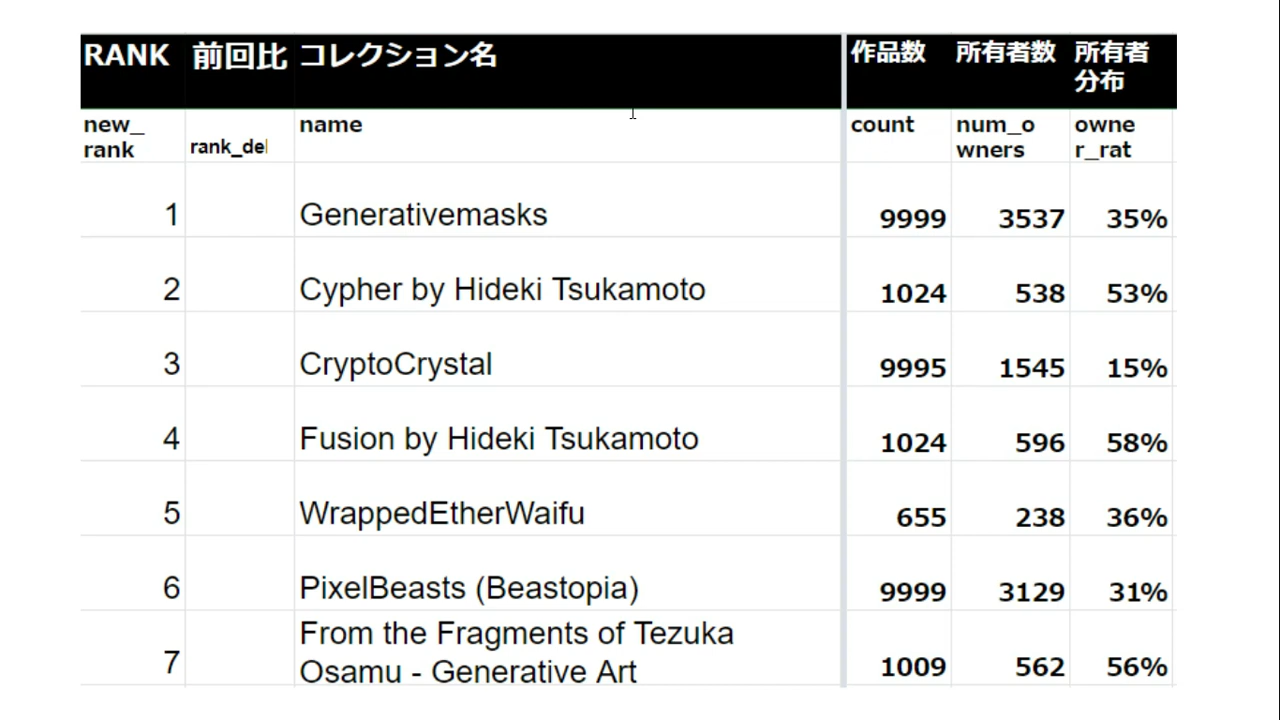 RANK 前回比 コレクション名 作品数 所有者数 所有者
分布
new_ name count num_o owne
rank rank_del wners r_rat
1 Generativemasks 9999 3537 35%
2 Cypher by Hideki Tsukamoto 1024 538 53%
3 CryptoCrystal 9995 1545 15%
4 Fusion by Hideki Tsukamoto 1024 596 58%
5 WrappedEtherWaifu 655 238 36%
6 PixelBeasts (Beastopia) 9999 3129 31%
From the Fragments of Tezuka
7 Osamu - Generative Art 1009 562 56%